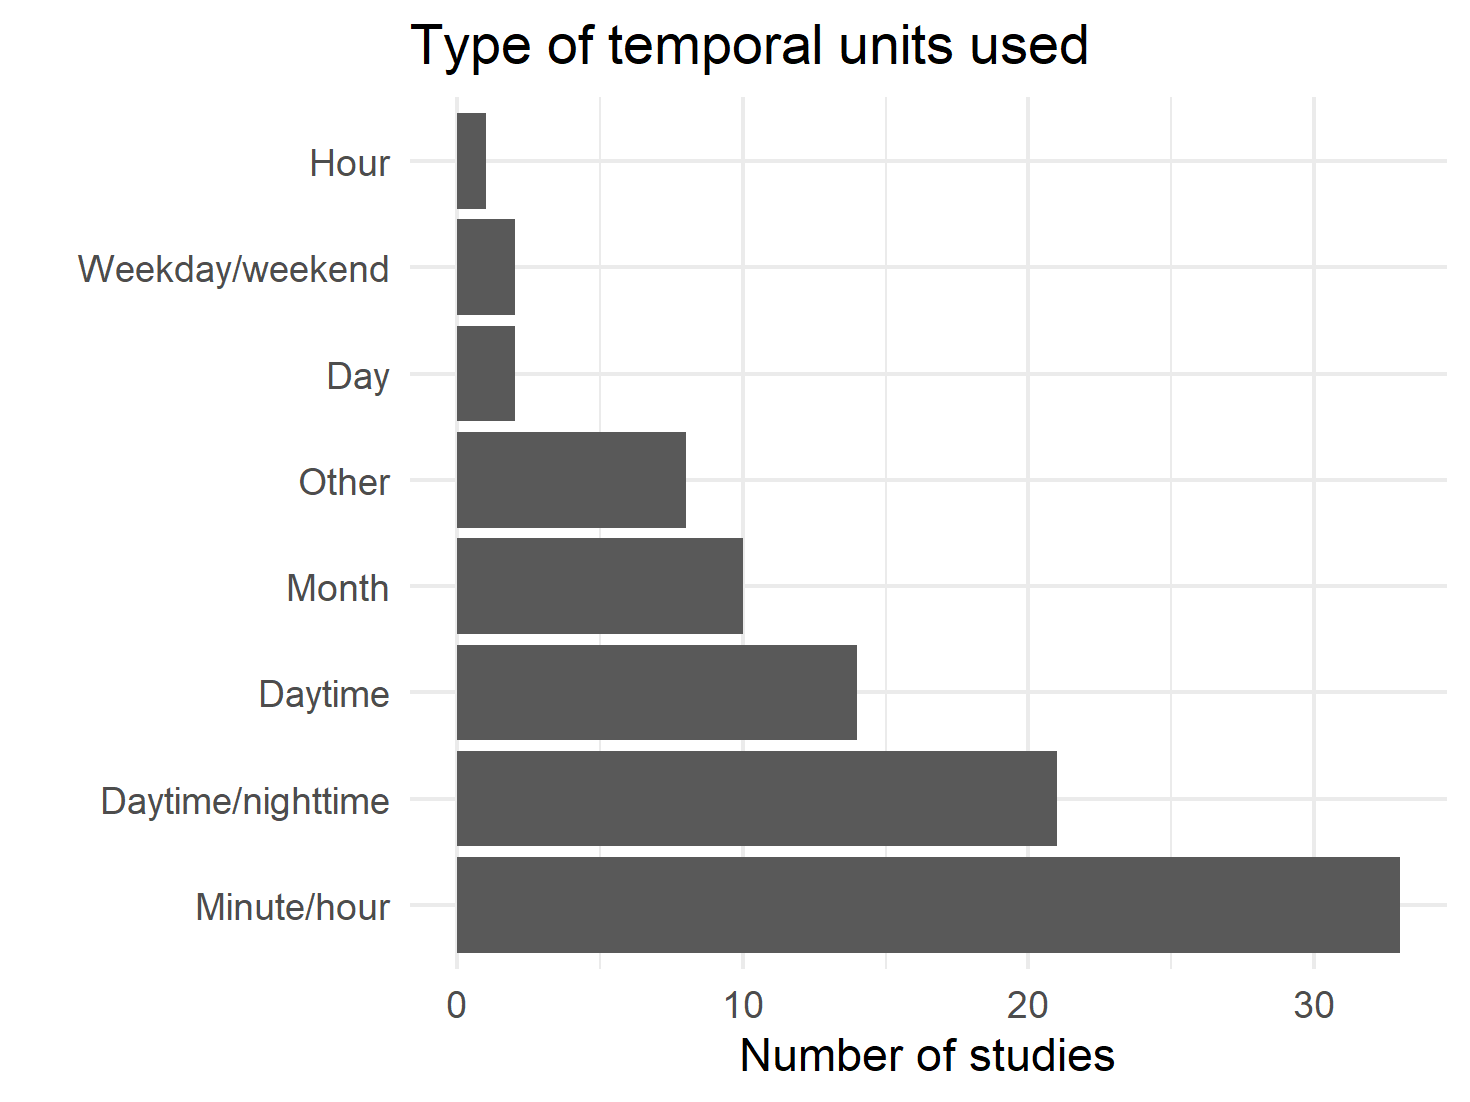 Type of temporal units used
Hour
Weekday/weekend
Day
Other
Month
Daytime
Daytime/nighttime
Minute/hour
0 10 20 30
Number of studies